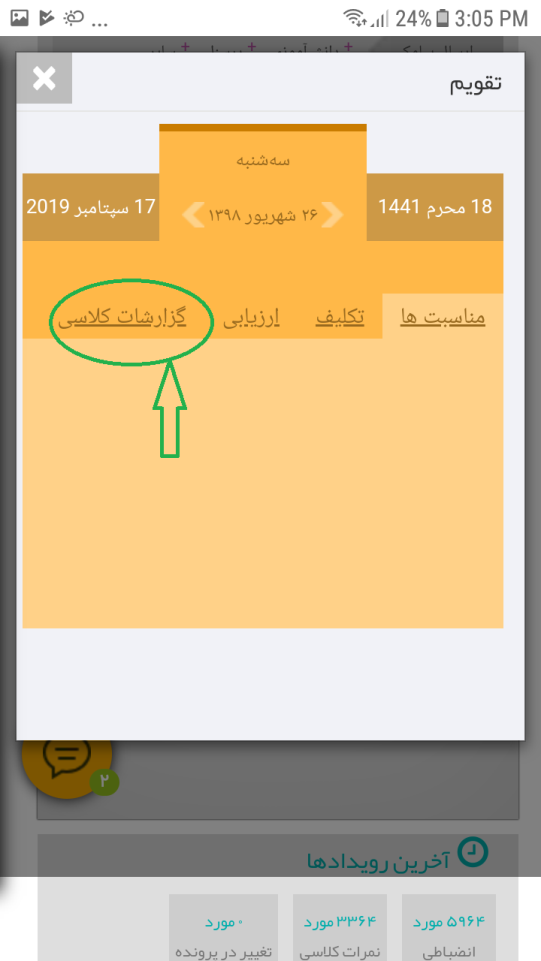 ... 24% 3:05 PM
تقویم
سه‌شنبه
18 محرم 1441
۲۶ شهریور ۱۳۹۸
17 سپتامبر 2019
مناسبت ها تکلیف ارزیابی گزارشات کلاسی
۲
آخرین رویدادها
۵۹۶۴ مورد ۳۳۶۴ مورد ۰ مورد
انضباطی نمرات کلاسی تغییر در پرونده